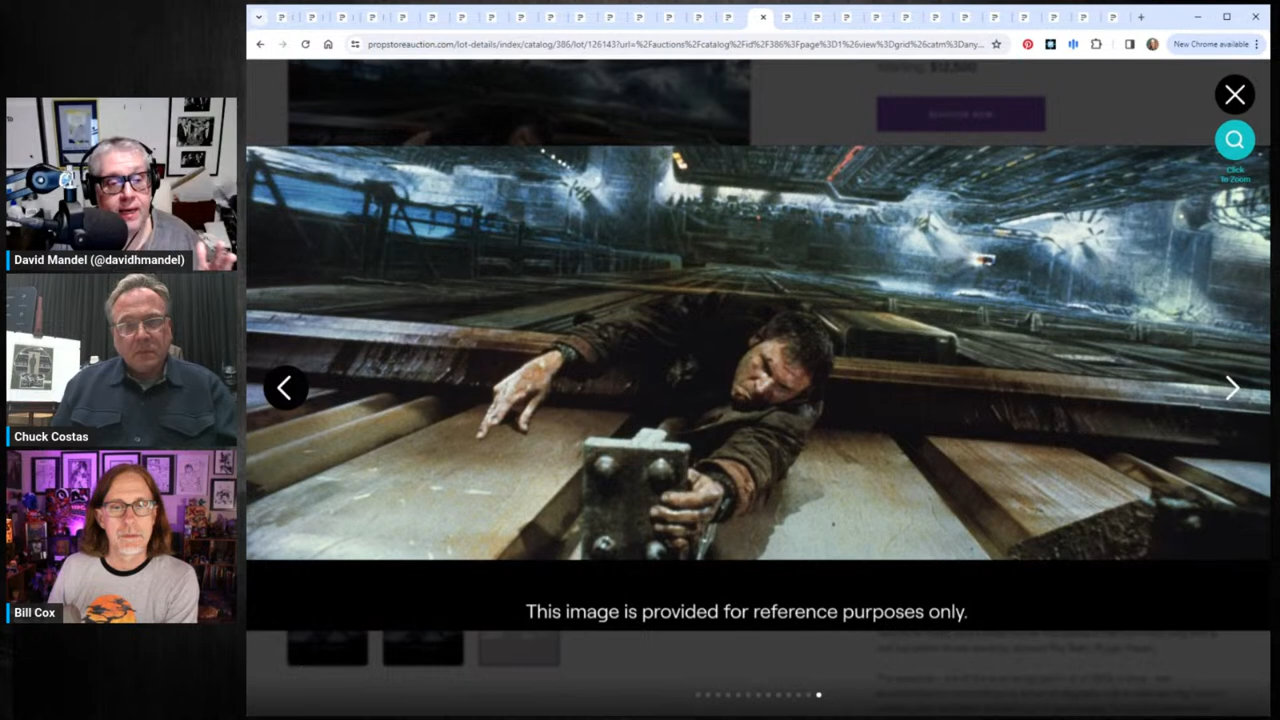 propstoreauction.com/lot-details/index/catalog/386/lot/126143?url=%2Fauctions%2Fcatalog%2Fid%2F386%3Fpage%3D1%26view%3Dgrid%26catm%3Dany...
New Chrome available
Click
To Zoom
David Mandel (@davidhmandel)
Chuck Costas
Bill Cox
This image is provided for reference purposes only.